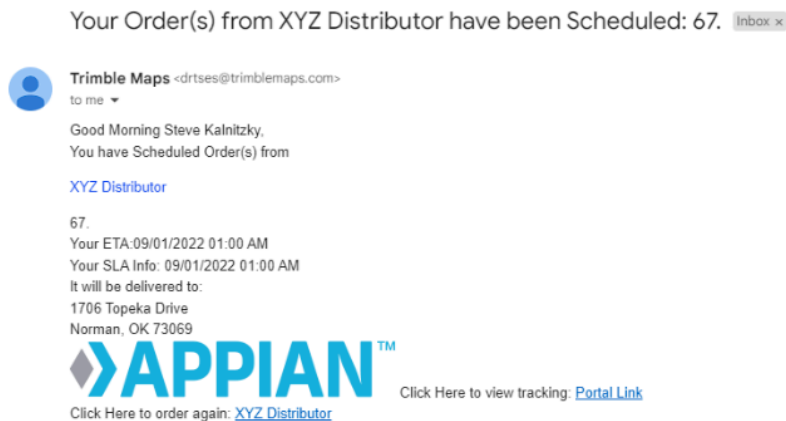 Your Order(s) from XYZ Distributor have been Scheduled: 67. Inbox ×
Trimble Maps <drtses@trimblemaps.com>
to me
Good Morning Steve Kalnitzky,
You have Scheduled Order(s) from
XYZ Distributor
67.
Your ETA:09/01/2022 01:00 AM
Your SLA Info: 09/01/2022 01:00 AM
It will be delivered to:
1706 Topeka Drive
Norman, OK 73069
APPIAN™ Click Here to view tracking: Portal Link
Click Here to order again: XYZ Distributor